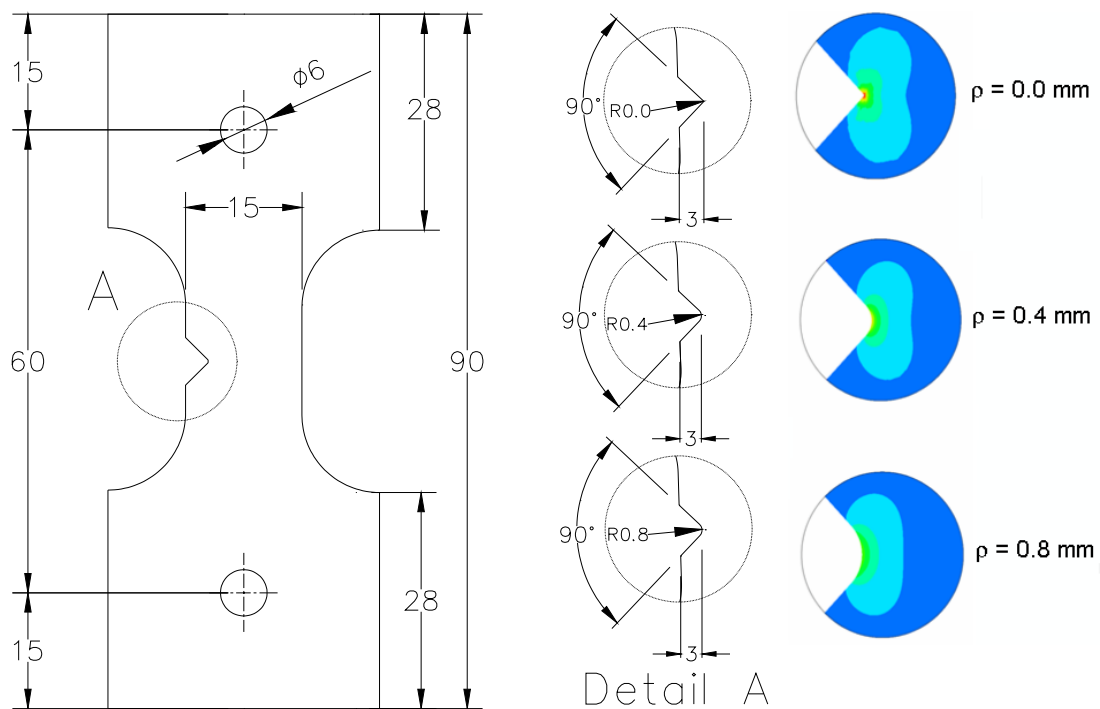 15
ϕ6
28
15
A
60
90
28
15
90° R0.0
3
90° R0.4
3
90° R0.8
3
Detail A
ρ = 0.0 mm
ρ = 0.4 mm
ρ = 0.8 mm